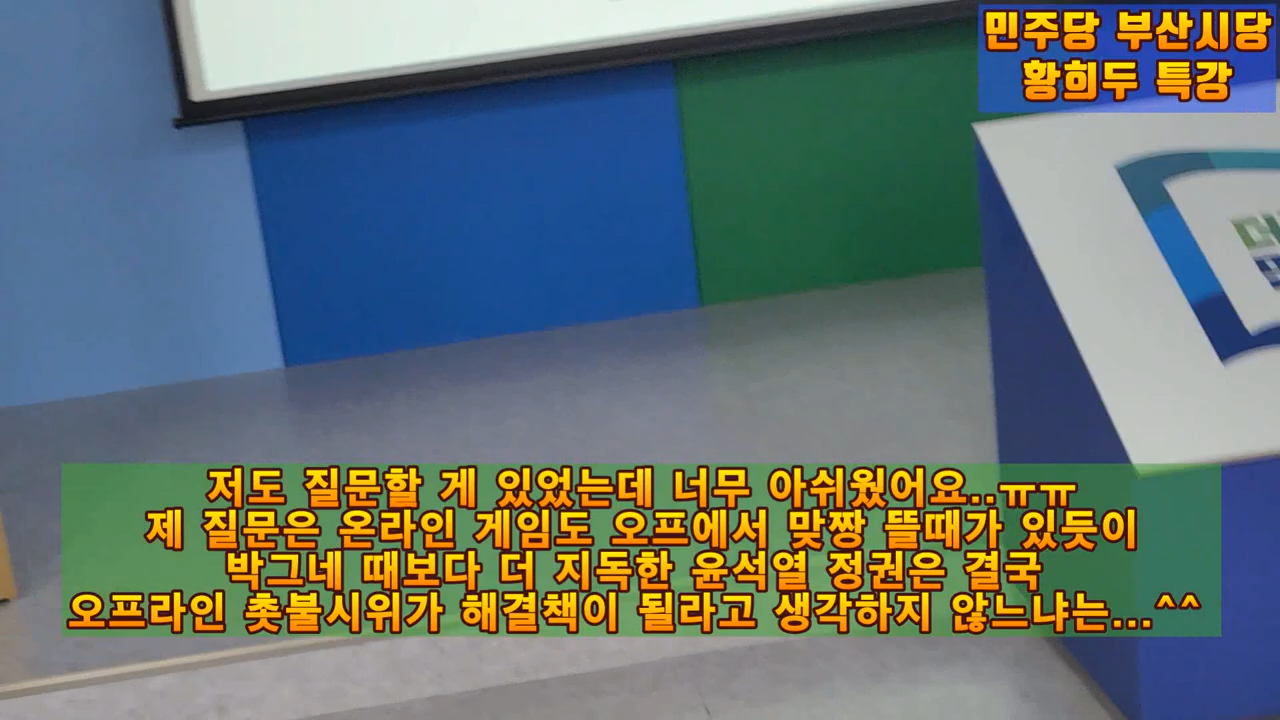 민주당 부산시당
황희두 특강
저도 질문할 게 있었는데 너무 아쉬웠어요..ㅠㅠ
제 질문은 온라인 게임도 오프에서 맞짱 뜰때가 있듯이
박그네 때보다 더 지독한 윤석열 정권은 결국
오프라인 촛불시위가 해결책이 될라고 생각하지 않느냐는...^^